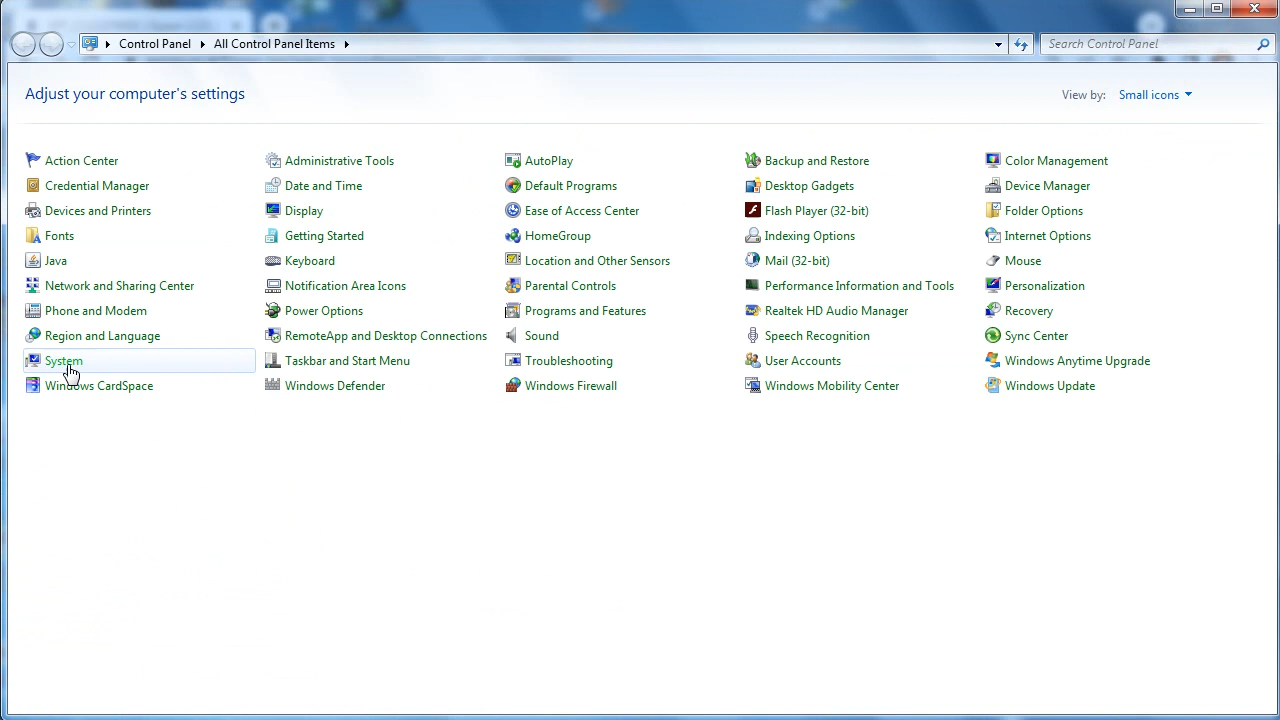 Control Panel All Control Panel Items Search Control Panel
Adjust your computer's settings View by: Small icons
Action Center Administrative Tools AutoPlay Backup and Restore Color Management
Credential Manager Date and Time Default Programs Desktop Gadgets Device Manager
Devices and Printers Display Ease of Access Center Flash Player (32-bit) Folder Options
Fonts Getting Started HomeGroup Indexing Options Internet Options
Java Keyboard Location and Other Sensors Mail (32-bit) Mouse
Network and Sharing Center Notification Area Icons Parental Controls Performance Information and Tools Personalization
Phone and Modem Power Options Programs and Features Realtek HD Audio Manager Recovery
Region and Language RemoteApp and Desktop Connections Sound Speech Recognition Sync Center
System Taskbar and Start Menu Troubleshooting User Accounts Windows Anytime Upgrade
Windows CardSpace Windows Defender Windows Firewall Windows Mobility Center Windows Update